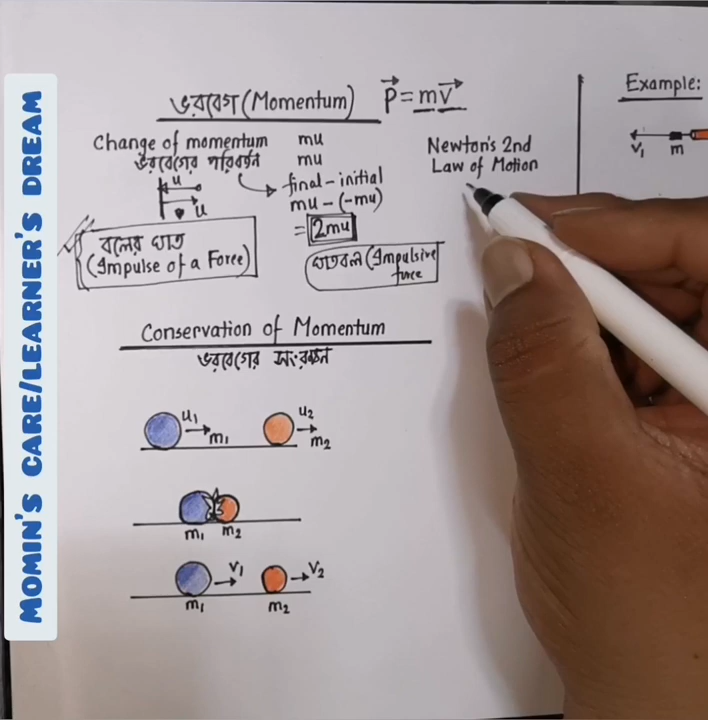 MOMIN'S CARE/LEARNER'S DREAM
ভরবেগ (Momentum) P = mv
Change of momentum
ভরবেগের পরিবর্তন
mu
mu
final-initial
mu - (-mu)
= 2mu
u
u
বলের ঘাত
(Impulse of a Force)
ঘাতবল (Impulsive
force
Newton's 2nd
Law of Motion
Example:
v₁ m
Conservation of Momentum
ভরবেগের সংরক্ষন
u₁ m₁ u₂ m₂
m₁ m₂
v₁ v₂
m₁ m₂